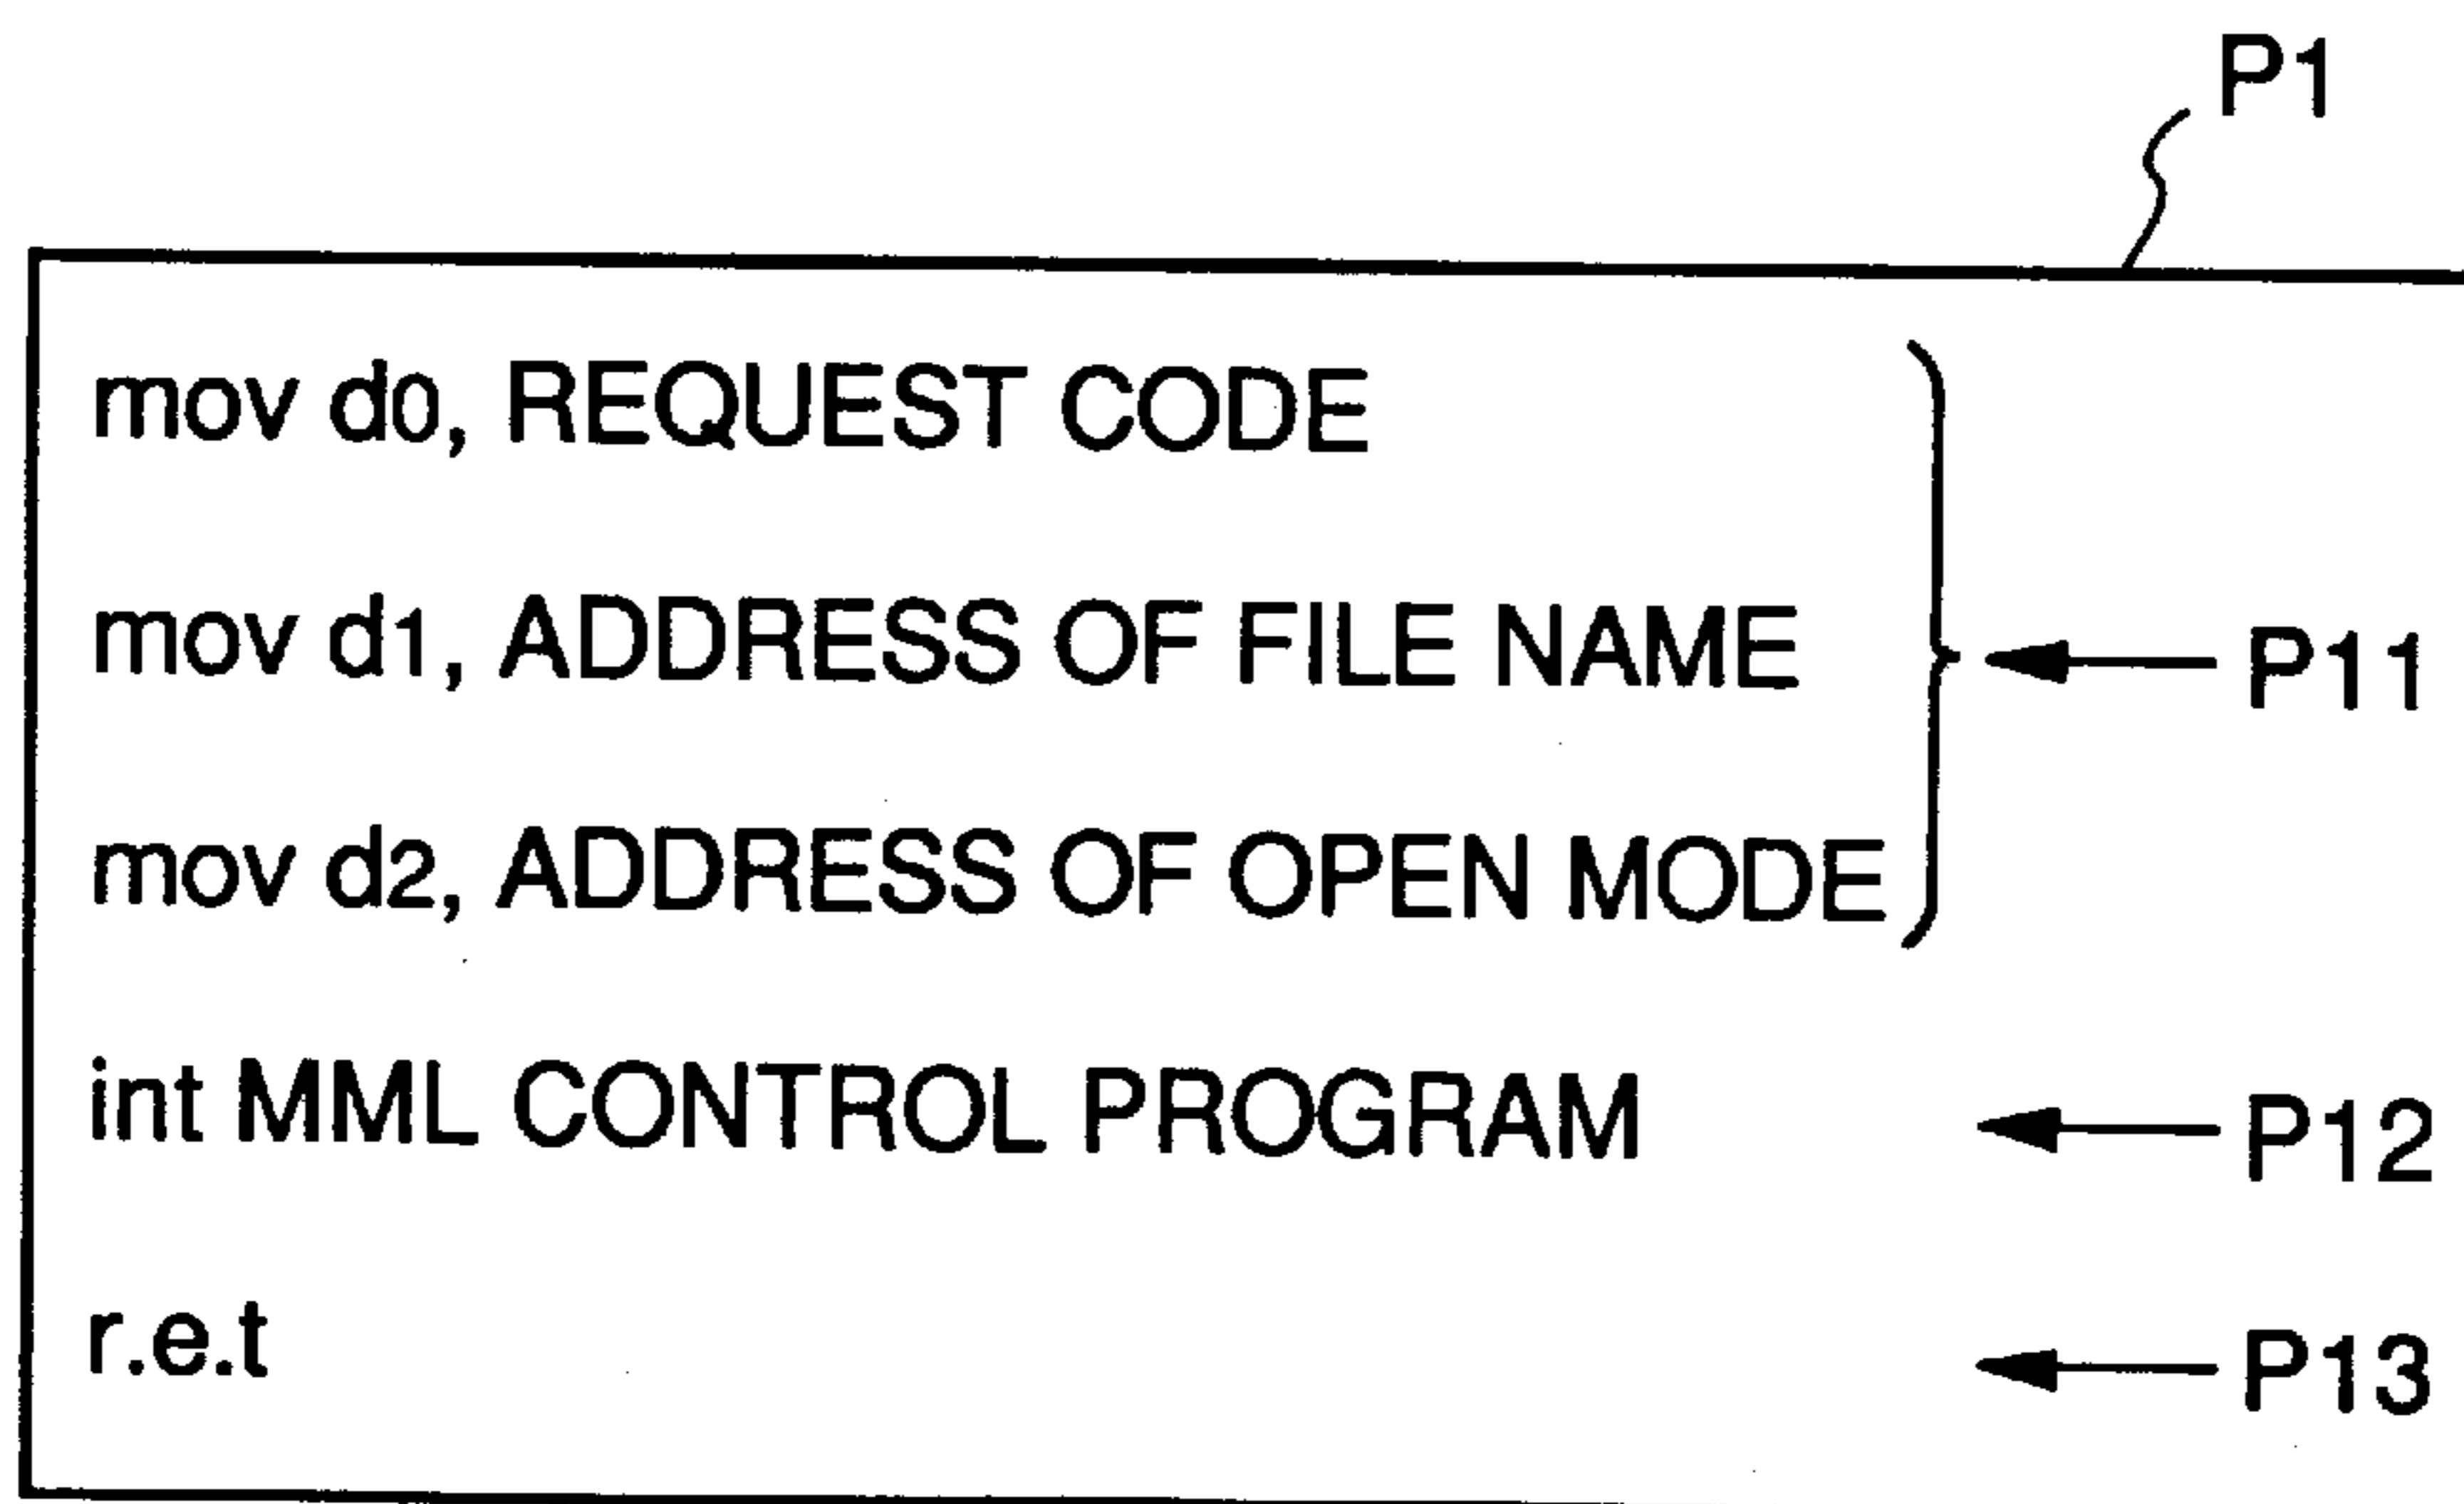 P1
mov d0, REQUEST CODE
mov d1, ADDRESS OF FILE NAME
P11
mov d2, ADDRESS OF OPEN MODE
int MML CONTROL PROGRAM
P12
r.e.t
P13